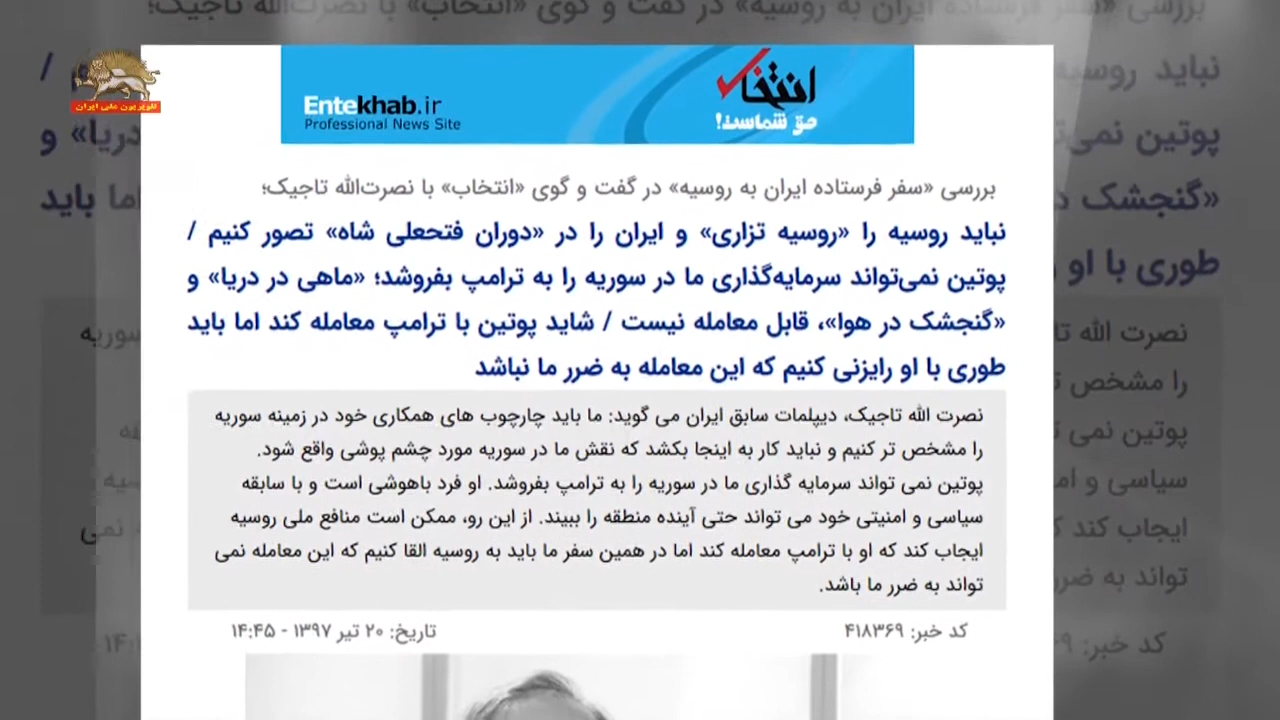 تلویزیون ملی ایران
انتخاب
حق شماست!
Entekhab.ir
Professional News Site
بررسی «سفر فرستاده ایران به روسیه» در گفت و گوی «انتخاب» با نصرت‌الله تاجیک؛
نباید روسیه را «روسیه تزاری» و ایران را در «دوران فتحعلی شاه» تصور کنیم /
پوتین نمی‌تواند سرمایه‌گذاری ما در سوریه را به ترامپ بفروشد؛ «ماهی در دریا» و
«گنجشک در هوا»، قابل معامله نیست / شاید پوتین با ترامپ معامله کند اما باید
طوری با او رایزنی کنیم که این معامله به ضرر ما نباشد
نصرت الله تاجیک، دیپلمات سابق ایران می گوید: ما باید چارچوب های همکاری خود در زمینه سوریه
را مشخص تر کنیم و نباید کار به اینجا بکشد که نقش ما در سوریه مورد چشم پوشی واقع شود.
پوتین نمی تواند سرمایه گذاری ما در سوریه را به ترامپ بفروشد. او فرد باهوشی است و با سابقه
سیاسی و امنیتی خود می تواند حتی آینده منطقه را ببیند. از این رو، ممکن است منافع ملی روسیه
ایجاب کند که او با ترامپ معامله کند اما در همین سفر ما باید به روسیه القا کنیم که این معامله نمی
تواند به ضرر ما باشد.
کد خبر: ۴۱۸۳۶۹
تاریخ: ۲۰ تیر ۱۳۹۷ - ۱۴:۴۵